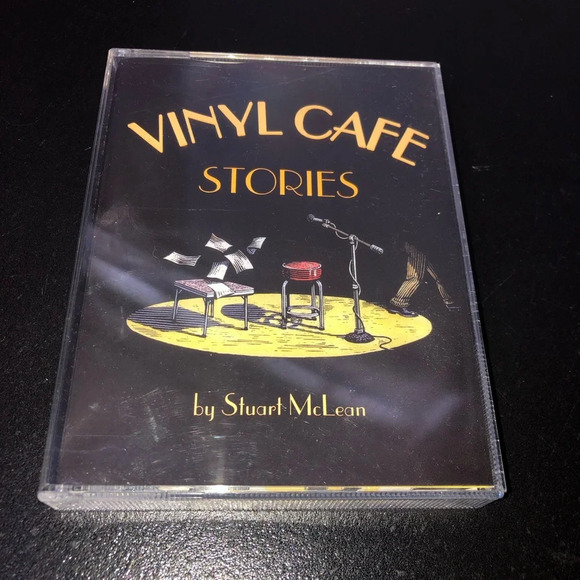 VINYL CAFE
STORIES
by Stuart McLean